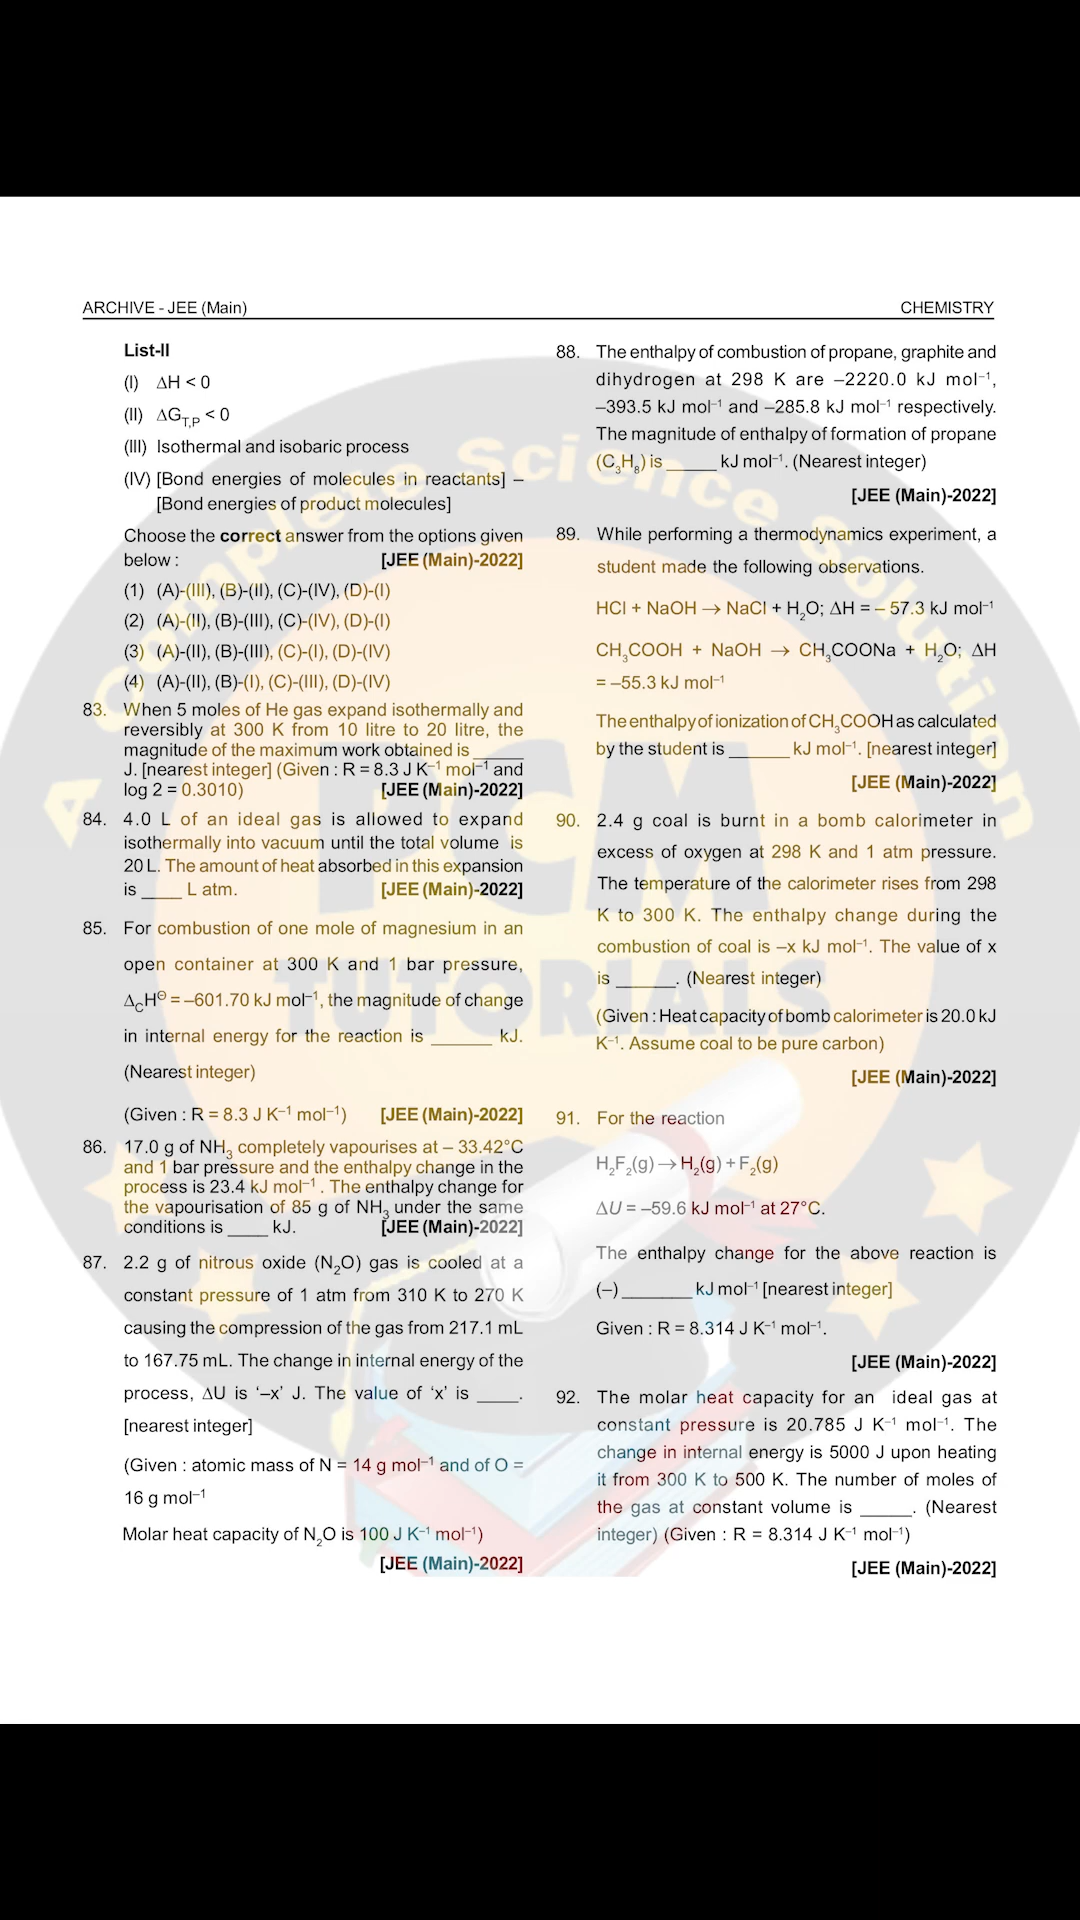 ARCHIVE - JEE (Main)
CHEMISTRY
List-II
(I) ΔH < 0
(II) ΔG_T,P < 0
(III) Isothermal and isobaric process
(IV) [Bond energies of molecules in reactants] –
[Bond energies of product molecules]
Choose the correct answer from the options given
below : [JEE (Main)-2022]
(1) (A)-(III), (B)-(II), (C)-(IV), (D)-(I)
(2) (A)-(II), (B)-(III), (C)-(IV), (D)-(I)
(3) (A)-(II), (B)-(III), (C)-(I), (D)-(IV)
(4) (A)-(II), (B)-(I), (C)-(III), (D)-(IV)
83. When 5 moles of He gas expand isothermally and
reversibly at 300 K from 10 litre to 20 litre, the
magnitude of the maximum work obtained is _____
J. [nearest integer] (Given : R = 8.3 J K⁻¹ mol⁻¹ and
log 2 = 0.3010) [JEE (Main)-2022]
84. 4.0 L of an ideal gas is allowed to expand
isothermally into vacuum until the total volume is
20 L. The amount of heat absorbed in this expansion
is ____ L atm. [JEE (Main)-2022]
85. For combustion of one mole of magnesium in an
open container at 300 K and 1 bar pressure,
Δ_CH^⊖ = –601.70 kJ mol⁻¹, the magnitude of change
in internal energy for the reaction is ______ kJ.
(Nearest integer)
(Given : R = 8.3 J K⁻¹ mol⁻¹) [JEE (Main)-2022]
86. 17.0 g of NH₃ completely vapourises at – 33.42°C
and 1 bar pressure and the enthalpy change in the
process is 23.4 kJ mol⁻¹ . The enthalpy change for
the vapourisation of 85 g of NH₃ under the same
conditions is ____ kJ. [JEE (Main)-2022]
87. 2.2 g of nitrous oxide (N₂O) gas is cooled at a
constant pressure of 1 atm from 310 K to 270 K
causing the compression of the gas from 217.1 mL
to 167.75 mL. The change in internal energy of the
process, ΔU is ‘–x’ J. The value of ‘x’ is ____.
[nearest integer]
(Given : atomic mass of N = 14 g mol⁻¹ and of O =
16 g mol⁻¹
Molar heat capacity of N₂O is 100 J K⁻¹ mol⁻¹)
[JEE (Main)-2022]
88. The enthalpy of combustion of propane, graphite and
dihydrogen at 298 K are –2220.0 kJ mol⁻¹,
–393.5 kJ mol⁻¹ and –285.8 kJ mol⁻¹ respectively.
The magnitude of enthalpy of formation of propane
(C₃H₈) is _____ kJ mol⁻¹. (Nearest integer)
[JEE (Main)-2022]
89. While performing a thermodynamics experiment, a
student made the following observations.
HCl + NaOH → NaCl + H₂O; ΔH = – 57.3 kJ mol⁻¹
CH₃COOH + NaOH → CH₃COONa + H₂O; ΔH
= –55.3 kJ mol⁻¹
The enthalpy of ionization of CH₃COOH as calculated
by the student is ______ kJ mol⁻¹. [nearest integer]
[JEE (Main)-2022]
90. 2.4 g coal is burnt in a bomb calorimeter in
excess of oxygen at 298 K and 1 atm pressure.
The temperature of the calorimeter rises from 298
K to 300 K. The enthalpy change during the
combustion of coal is –x kJ mol⁻¹. The value of x
is ______. (Nearest integer)
(Given : Heat capacity of bomb calorimeter is 20.0 kJ
K⁻¹. Assume coal to be pure carbon)
[JEE (Main)-2022]
91. For the reaction
H₂F₂(g) → H₂(g) + F₂(g)
ΔU = –59.6 kJ mol⁻¹ at 27°C.
The enthalpy change for the above reaction is
(–) _______ kJ mol⁻¹ [nearest integer]
Given : R = 8.314 J K⁻¹ mol⁻¹.
[JEE (Main)-2022]
92. The molar heat capacity for an ideal gas at
constant pressure is 20.785 J K⁻¹ mol⁻¹. The
change in internal energy is 5000 J upon heating
it from 300 K to 500 K. The number of moles of
the gas at constant volume is _____. (Nearest
integer) (Given : R = 8.314 J K⁻¹ mol⁻¹)
[JEE (Main)-2022]
A Complete Science Solution
PCM
TUTORIALS